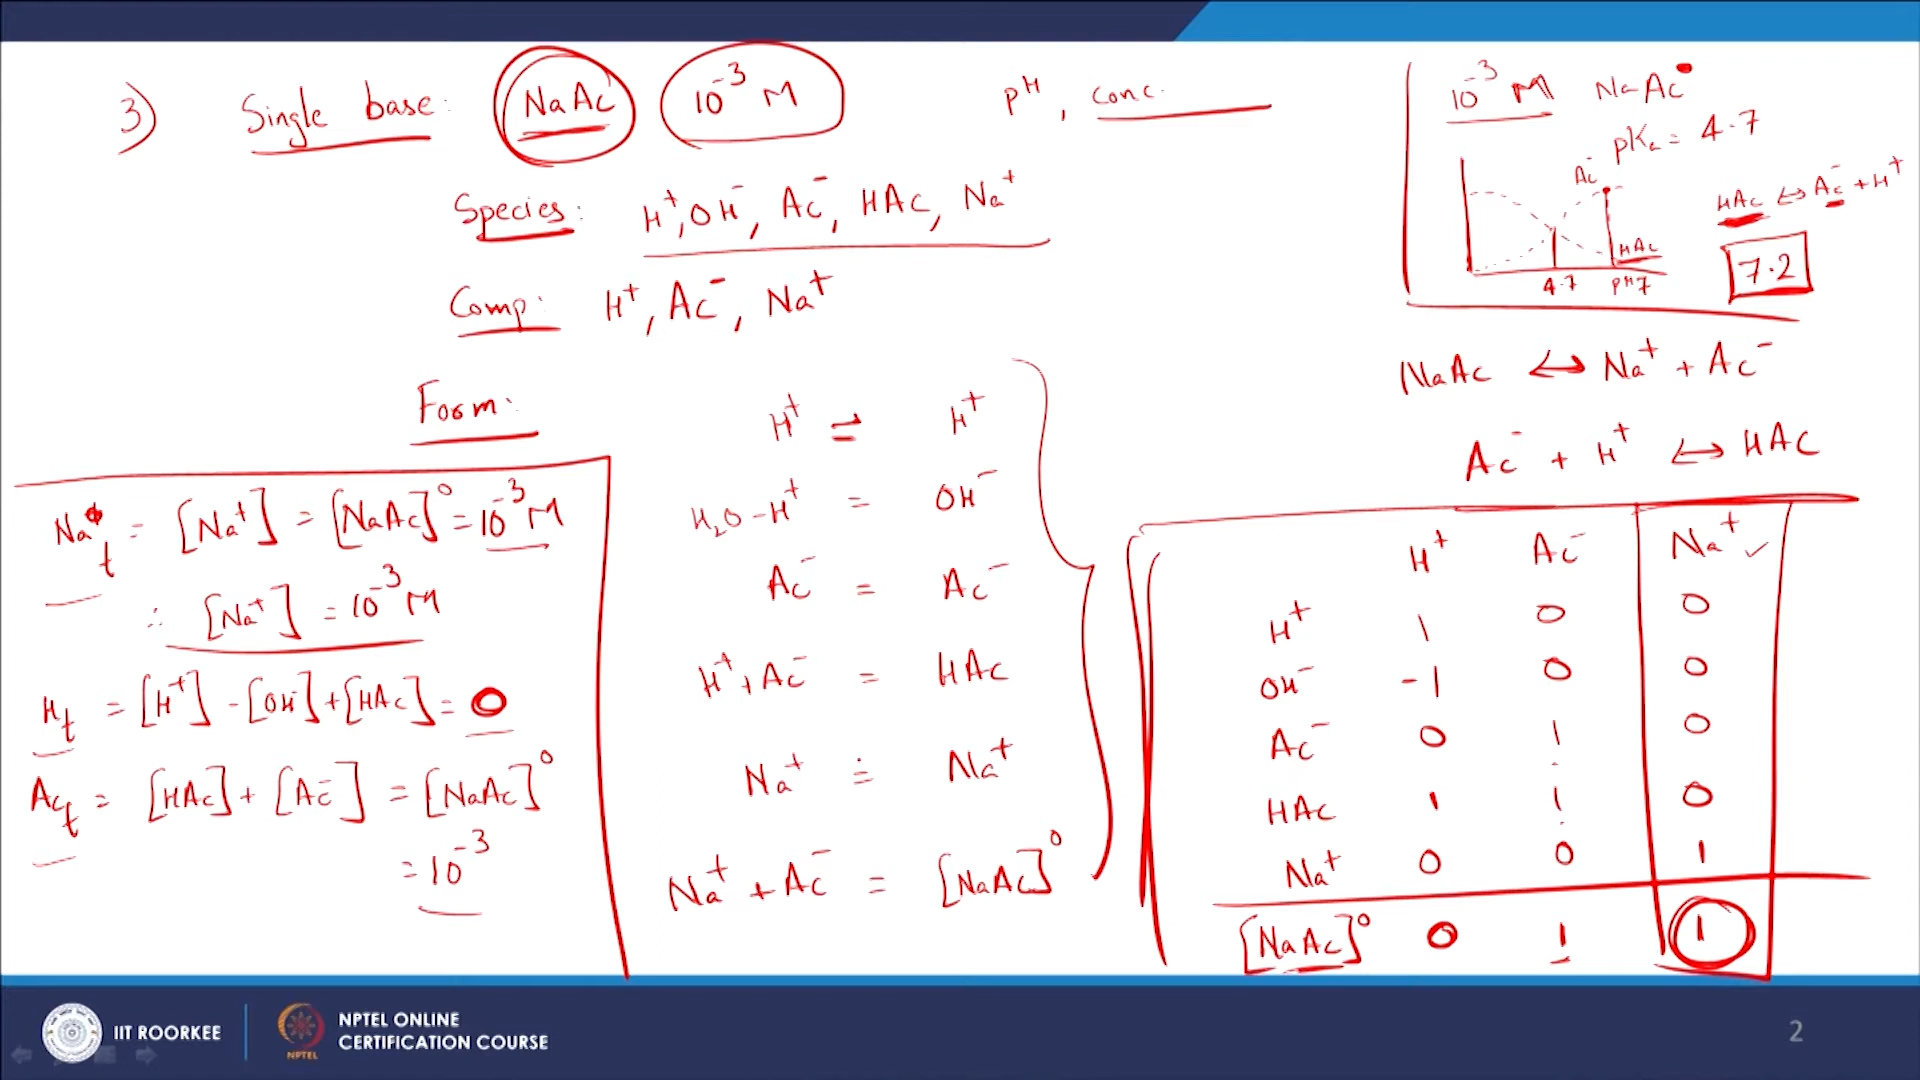 3) Single base: NaAc 10⁻³ M pH, conc.
Species: H⁺, OH⁻, Ac⁻, HAc, Na⁺
Comp: H⁺, Ac⁻, Na⁺
Form:
H⁺ ⇌ H⁺
H₂O – H⁺ = OH⁻
Ac⁻ = Ac⁻
H⁺ + Ac⁻ = HAc
Na⁺ = Na⁺
Na⁺ + Ac⁻ = [NaAc]⁰
Naₜ = [Na⁺] = [NaAc]⁰ = 10⁻³ M
∴ [Na⁺] = 10⁻³ M
Hₜ = [H⁺] - [OH⁻] + [HAc] = 0
Acₜ = [HAc] + [Ac⁻] = [NaAc]⁰
= 10⁻³
10⁻³ M NaAc
pKₐ = 4.7
Ac⁻
HAc ↔ Ac⁻ + H⁺
HAc
4.7 pH 7
7.2
NaAc ↔ Na⁺ + Ac⁻
Ac⁻ + H⁺ ↔ HAc
H⁺ Ac⁻ Na⁺ ✓
H⁺ 1 0 0
OH⁻ -1 0 0
Ac⁻ 0 1 0
HAc 1 1 0
Na⁺ 0 0 1
[NaAc]⁰ 0 1 1
IIT ROORKEE
NPTEL
NPTEL ONLINE
CERTIFICATION COURSE
2